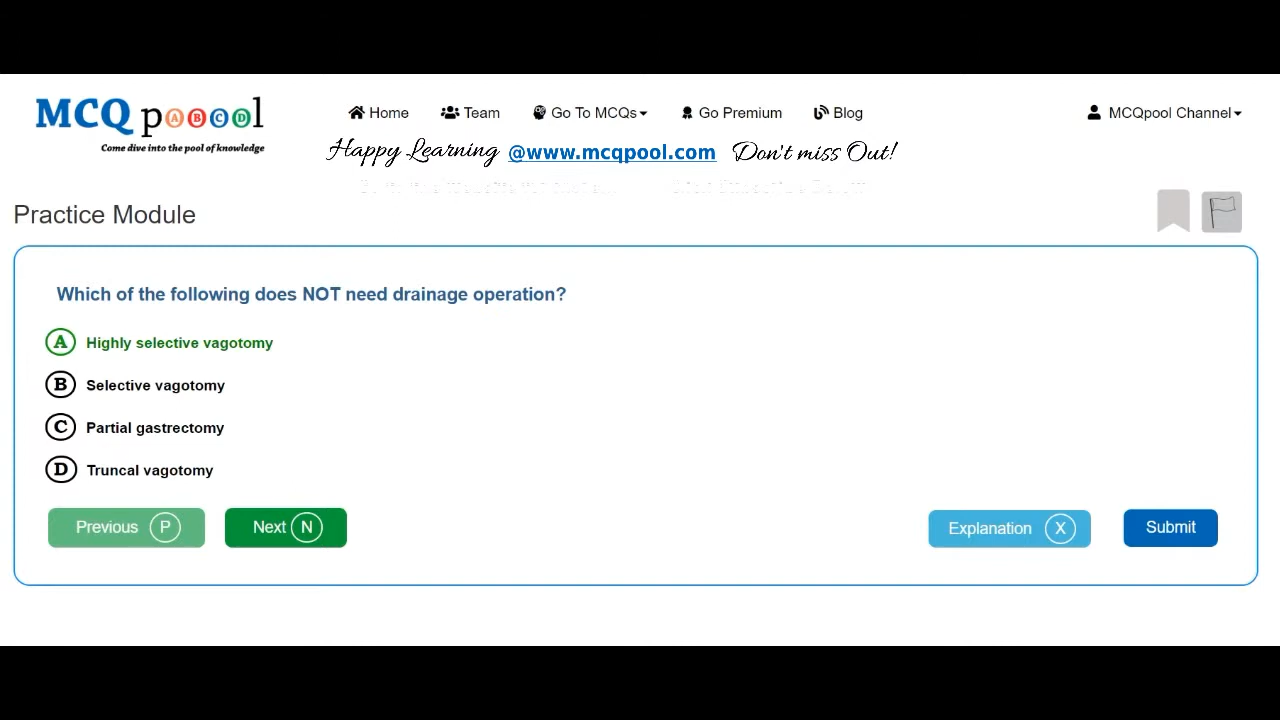 MCQ pooool
A B C D
Come dive into the pool of knowledge
Home Team Go To MCQs Go Premium Blog MCQpool Channel
Happy Learning @www.mcqpool.com Don't miss Out!
Practice Module
Which of the following does NOT need drainage operation?
A Highly selective vagotomy
B Selective vagotomy
C Partial gastrectomy
D Truncal vagotomy
Previous P Next N Explanation X Submit